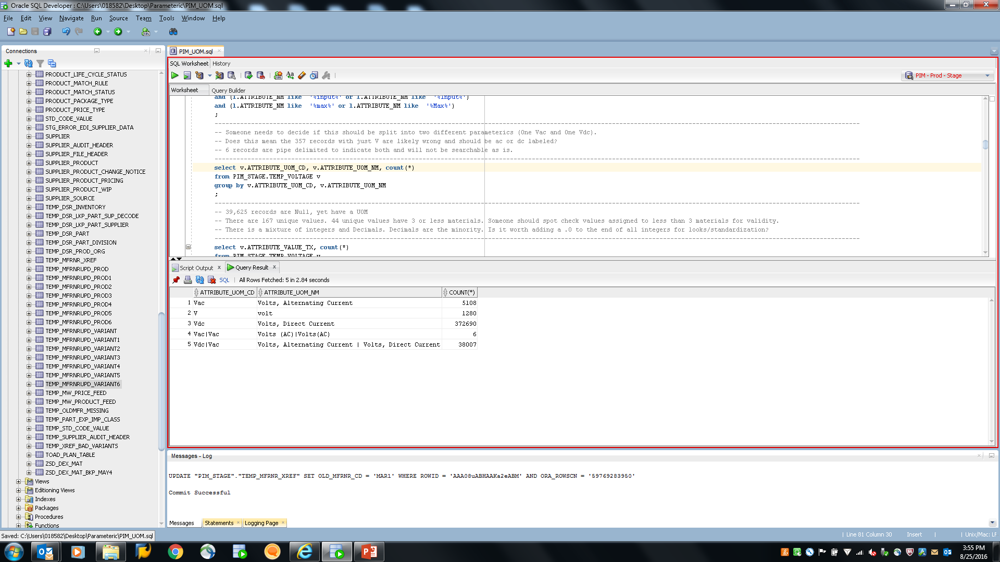 Oracle SQL Developer : C:\Users\018582\Desktop\Parameteric\PIM_UOM.sql
File Edit View Navigate Run Source Team Tools Window Help
Connections
PRODUCT_LIFE_CYCLE_STATUS
PRODUCT_MATCH_RULE
PRODUCT_MATCH_STATUS
PRODUCT_PACKAGE_TYPE
PRODUCT_PRICE_TYPE
STD_CODE_VALUE
STG_ERROR_EDI_SUPPLIER_DATA
SUPPLIER
SUPPLIER_AUDIT_HEADER
SUPPLIER_FILE_HEADER
SUPPLIER_PRODUCT
SUPPLIER_PRODUCT_CHANGE_NOTICE
SUPPLIER_PRODUCT_PRICING
SUPPLIER_PRODUCT_WIP
SUPPLIER_SOURCE
TEMP_DSR_INVENTORY
TEMP_DSR_LKP_PART_SUP_DECODE
TEMP_DSR_LKP_PART_SUPPLIER
TEMP_DSR_PART
TEMP_DSR_PART_DIVISION
TEMP_DSR_PROD_ORG
TEMP_MFRNR_XREF
TEMP_MFRNRUPD_PROD
TEMP_MFRNRUPD_PROD1
TEMP_MFRNRUPD_PROD2
TEMP_MFRNRUPD_PROD3
TEMP_MFRNRUPD_PROD4
TEMP_MFRNRUPD_PROD5
TEMP_MFRNRUPD_PROD6
TEMP_MFRNRUPD_VARIANT
TEMP_MFRNRUPD_VARIANT1
TEMP_MFRNRUPD_VARIANT2
TEMP_MFRNRUPD_VARIANT3
TEMP_MFRNRUPD_VARIANT4
TEMP_MFRNRUPD_VARIANT5
TEMP_MFRNRUPD_VARIANT6
TEMP_MW_PRICE_FEED
TEMP_MW_PRODUCT_FEED
TEMP_OLDMFR_MISSING
TEMP_PART_EXP_IMP_CLASS
TEMP_STD_CODE_VALUE
TEMP_SUPPLIER_AUDIT_HEADER
TEMP_XREF_BAD_VARIANTS
TOAD_PLAN_TABLE
ZSD_DEX_MAT
ZSD_DEX_MAT_BKP_MAY4
Views
Editioning Views
Indexes
Packages
Procedures
Functions
PIM_UOM.sql
SQL Worksheet History
PIM - Prod - Stage
Worksheet Query Builder
and (l.ATTRIBUTE_NM like '%input%' or l.ATTRIBUTE_NM like '%Input%')
and (l.ATTRIBUTE_NM like '%max%' or l.ATTRIBUTE_NM like '%Max%')
;
-- Someone needs to decide if this should be split into two different parameterics (One Vac and One Vdc).
-- Does this mean the 357 records with just V are likely wrong and should be ac or dc labeled?
-- 6 records are pipe delimited to indicate both and will not be searchable as is.
select v.ATTRIBUTE_UOM_CD, v.ATTRIBUTE_UOM_NM, count(*)
from PIM_STAGE.TEMP_VOLTAGE v
group by v.ATTRIBUTE_UOM_CD, v.ATTRIBUTE_UOM_NM
;
-- 39,625 records are Null, yet have a UOM
-- There are 167 unique values. 44 unique values have 3 or less materials. Someone should spot check values assigned to less than 3 materials for validity.
-- There is a mixture of integers and Decimals. Decimals are the minority. Is it worth adding a .0 to the end of all integers for looks/standardization?
select v.ATTRIBUTE_VALUE_TX, count(*)
from PIM_STAGE.TEMP_VOLTAGE v
Script Output x Query Result x
SQL | All Rows Fetched: 5 in 2.84 seconds
ATTRIBUTE_UOM_CD ATTRIBUTE_UOM_NM COUNT(*)
1 Vac Volts, Alternating Current 5108
2 V volt 1280
3 Vdc Volts, Direct Current 372690
4 Vac|Vac Volts (AC)|Volts(AC) 6
5 Vdc|Vac Volts, Alternating Current | Volts, Direct Current 38007
Messages - Log
UPDATE "PIM_STAGE"."TEMP_MFRNR_XREF" SET OLD_MFRNR_CD = 'MAR1' WHERE ROWID = 'AAA08uABHAAKa2eABM' AND ORA_ROWSCN = '59769283950'
Commit Successful
Messages Statements Logging Page
Saved: C:\Users\018582\Desktop\Parameteric\PIM_UOM.sql
Line 81 Column 30 Insert Unix/Mac: LF
3:55 PM
8/25/2016